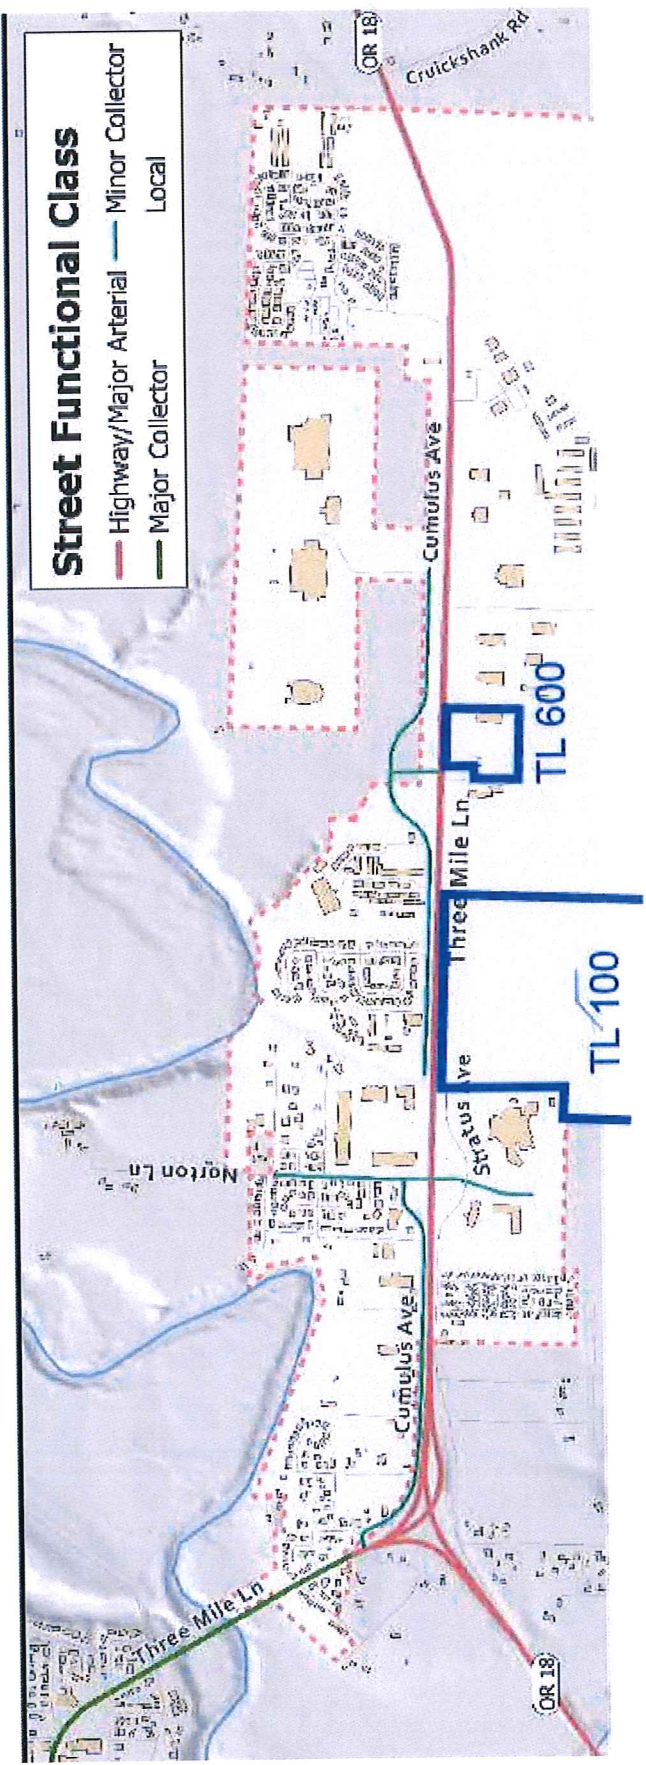 Street Functional Class
Highway/Major Arterial
Minor Collector
Major Collector
Local
OR 18
Cruickshank Rd
Cumulus Ave
TL 600
Three Mile Ln
TL 100
Stratus Ave
Norton Ln
Cumulus Ave
Three Mile Ln
OR 18